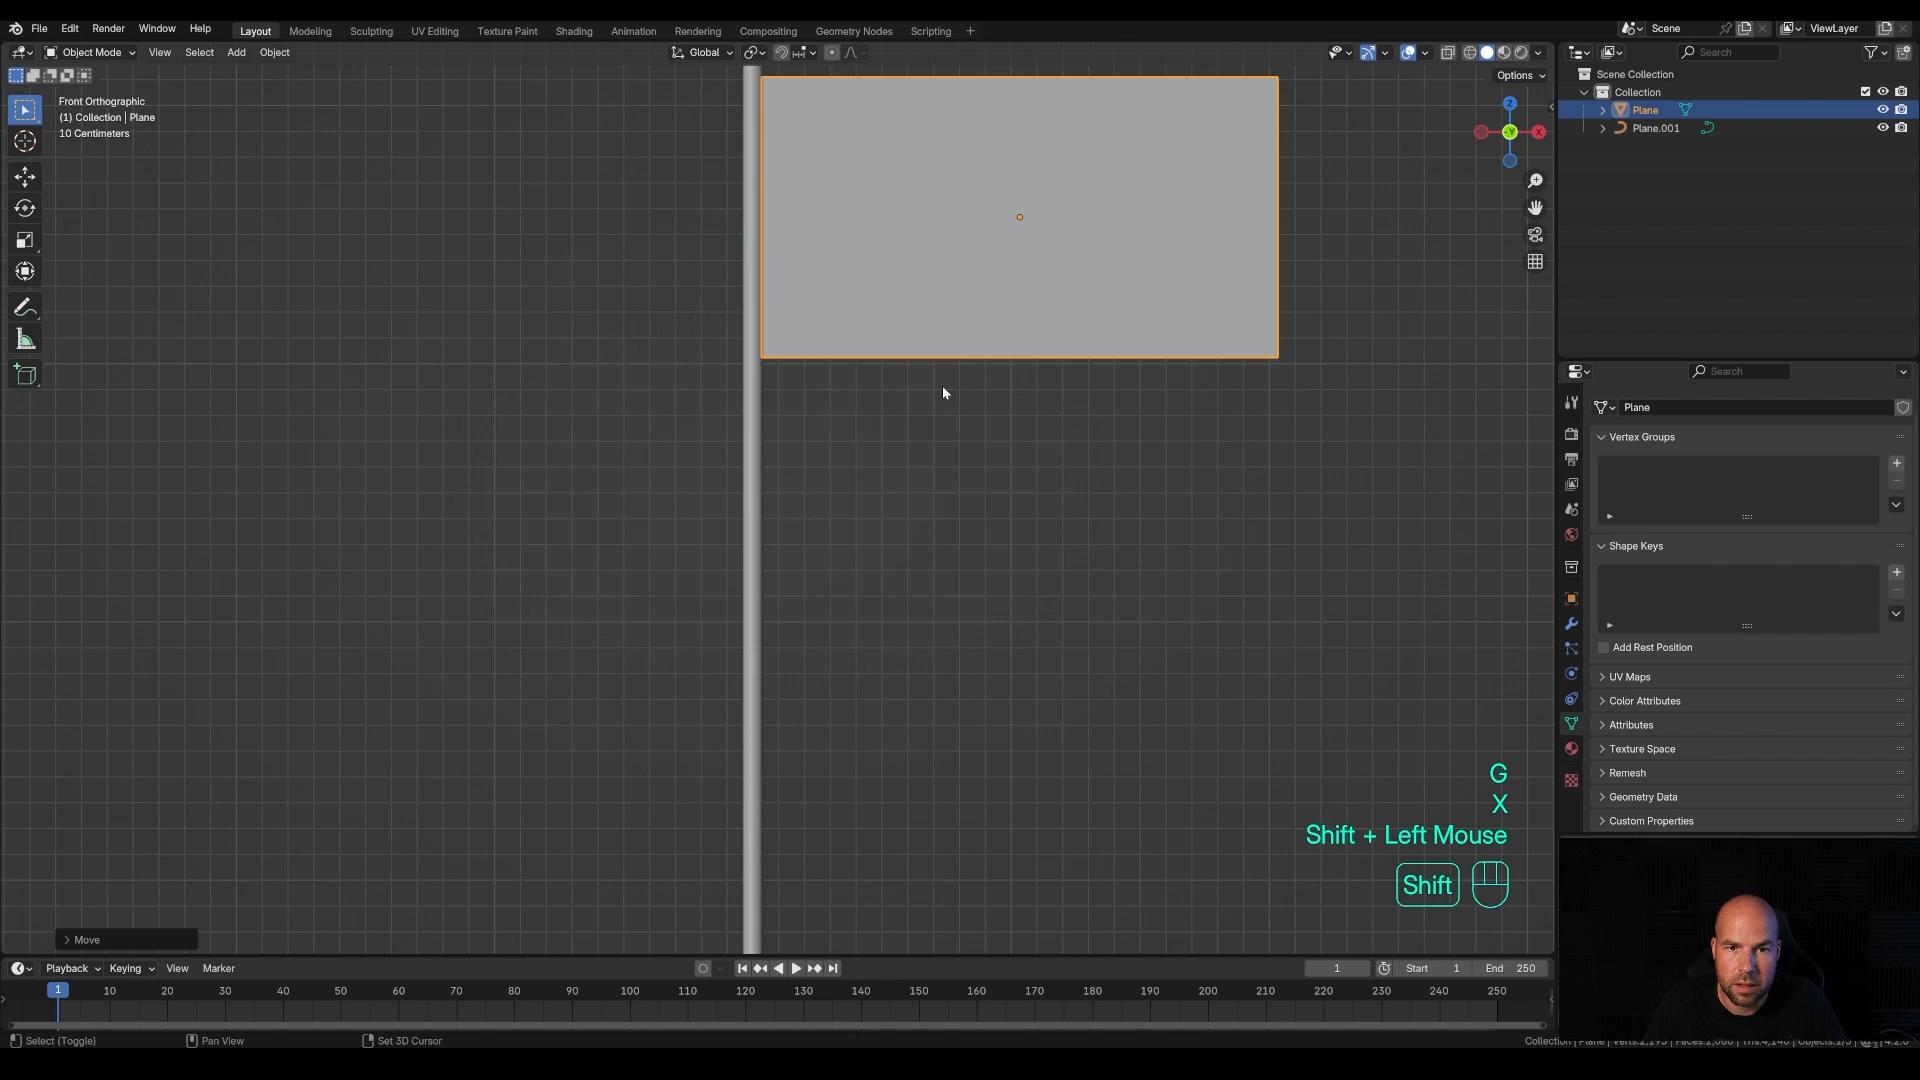 File Edit Render Window Help Layout Modeling Sculpting UV Editing Texture Paint Shading Animation Rendering Compositing Geometry Nodes Scripting + Scene ViewLayer
Object Mode View Select Add Object Global Search
Options
Front Orthographic
(1) Collection | Plane
10 Centimeters
Z
Y
X
Scene Collection
Collection
Plane
Plane.001
Search
Plane
Vertex Groups
Shape Keys
Add Rest Position
UV Maps
Color Attributes
Attributes
Texture Space
Remesh
Geometry Data
Custom Properties
G
X
Shift + Left Mouse
Shift
Move
Playback Keying View Marker 1 Start 1 End 250
1 10 20 30 40 50 60 70 80 90 100 110 120 130 140 150 160 170 180 190 200 210 220 230 240 250
Select (Toggle) Pan View Set 3D Cursor